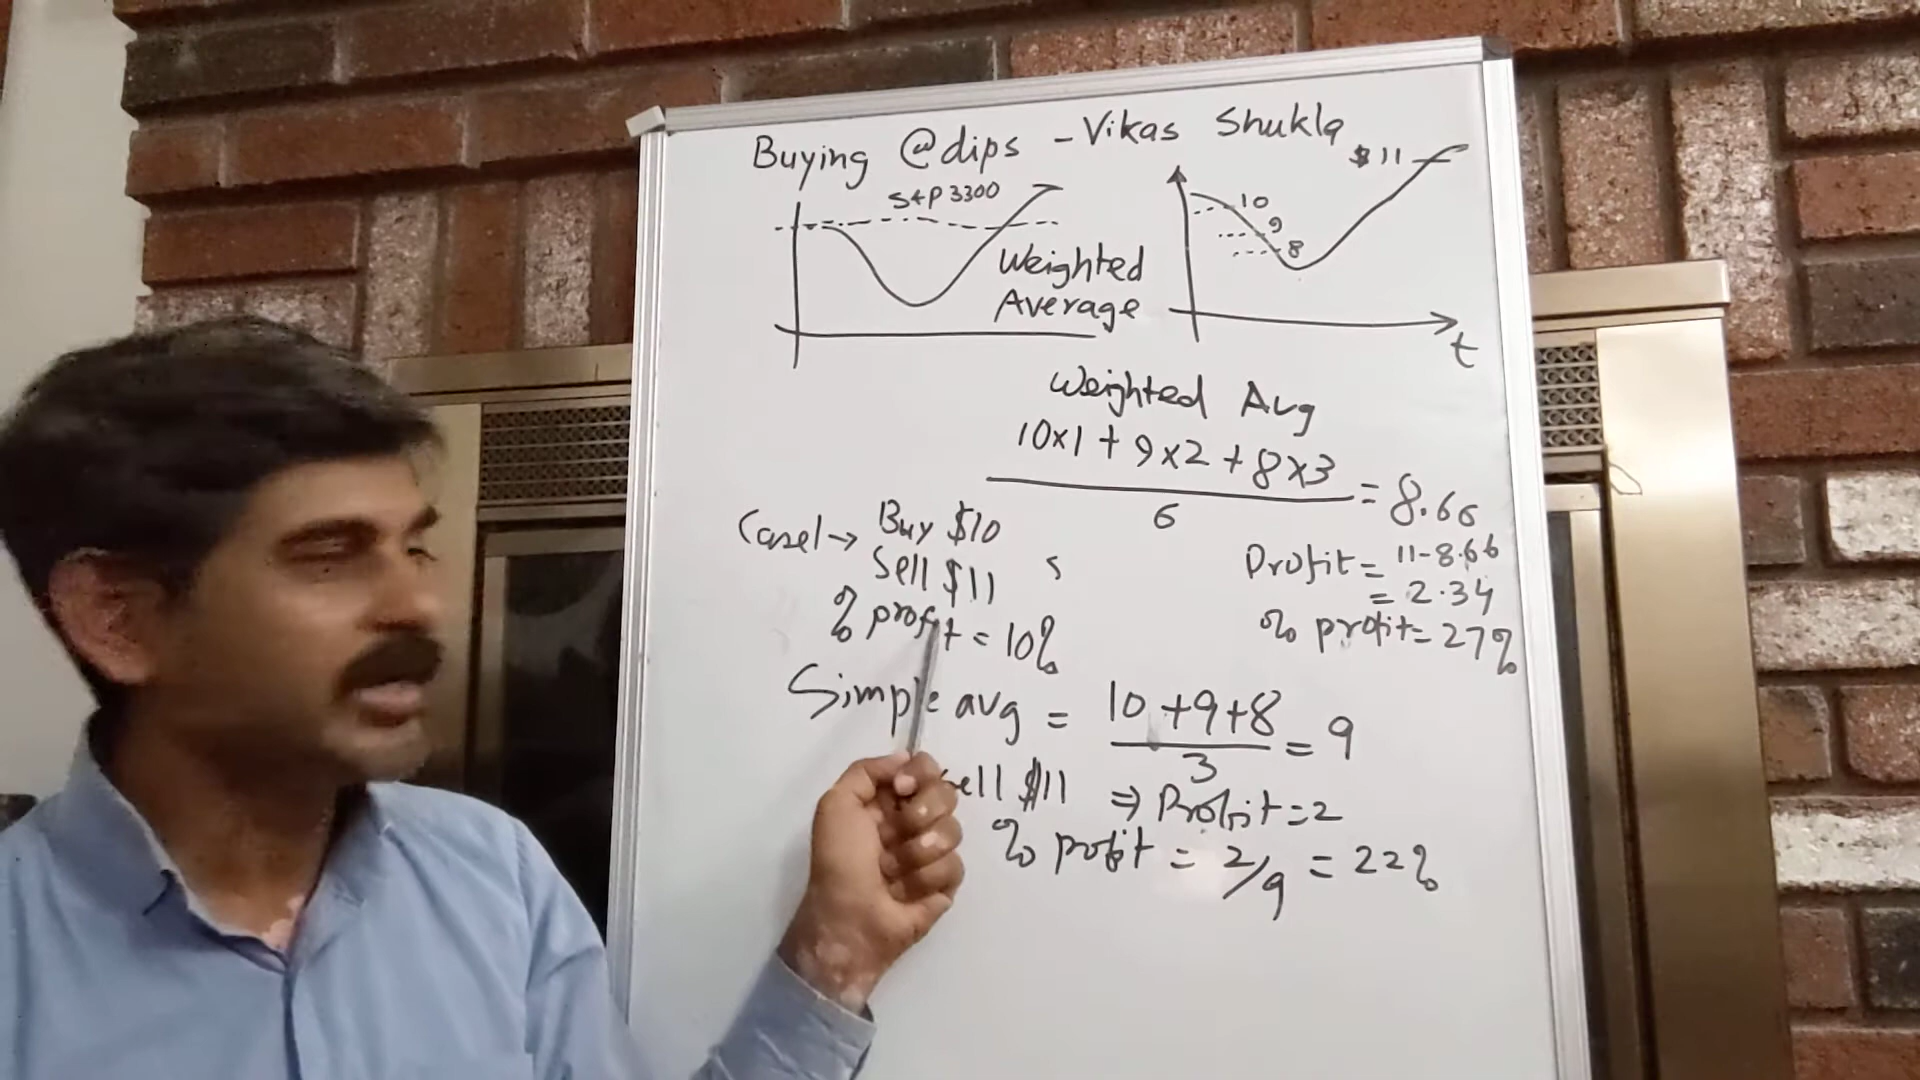 Buying @dips - Vikas Shukla
S&P 3300
Weighted
Average
$11
10
9
8
t
Weighted Avg
10x1 + 9x2 + 8x3
6
= 8.66
Profit = 11-8.66
= 2.34
% profit = 27%
Case1 → Buy $10
Sell $11
% profit = 10%
Simple avg = 10+9+8 / 3 = 9
ell $11 ⇒ Profit = 2
% profit = 2/9 = 22%